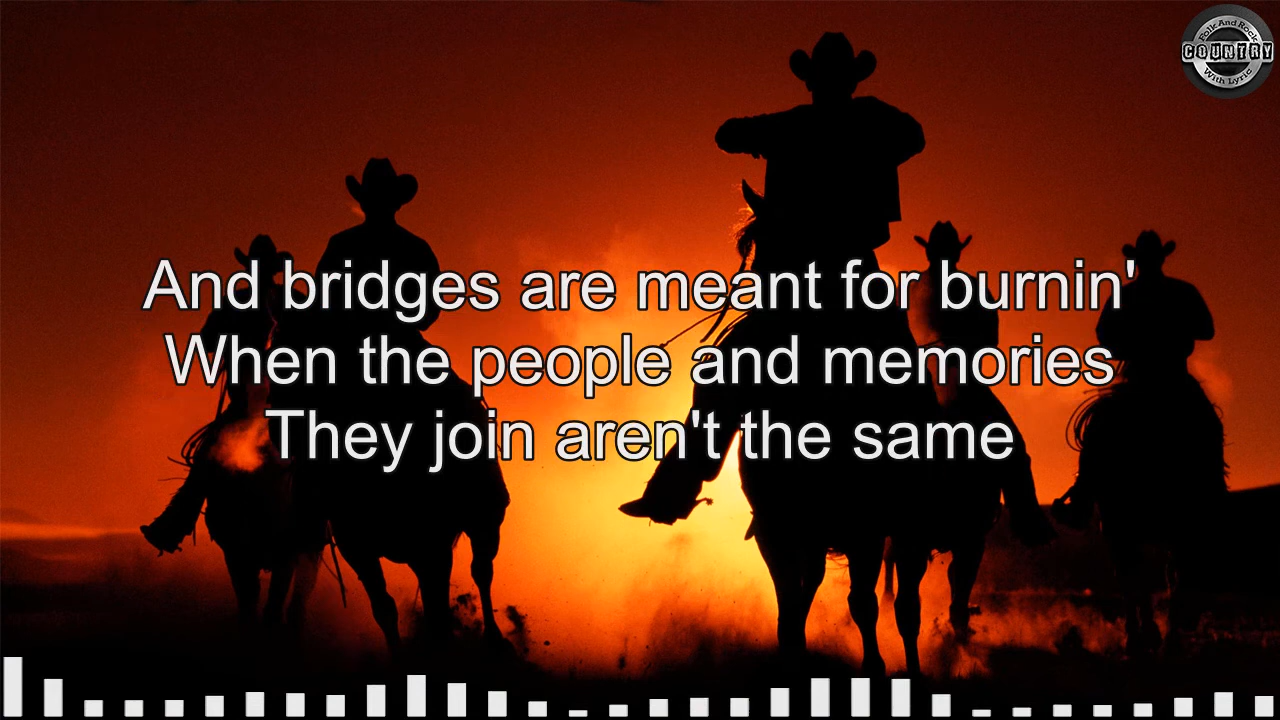 Folk And Rock
COUNTRY
With Lyric
And bridges are meant for burnin'
When the people and memories
They join aren't the same